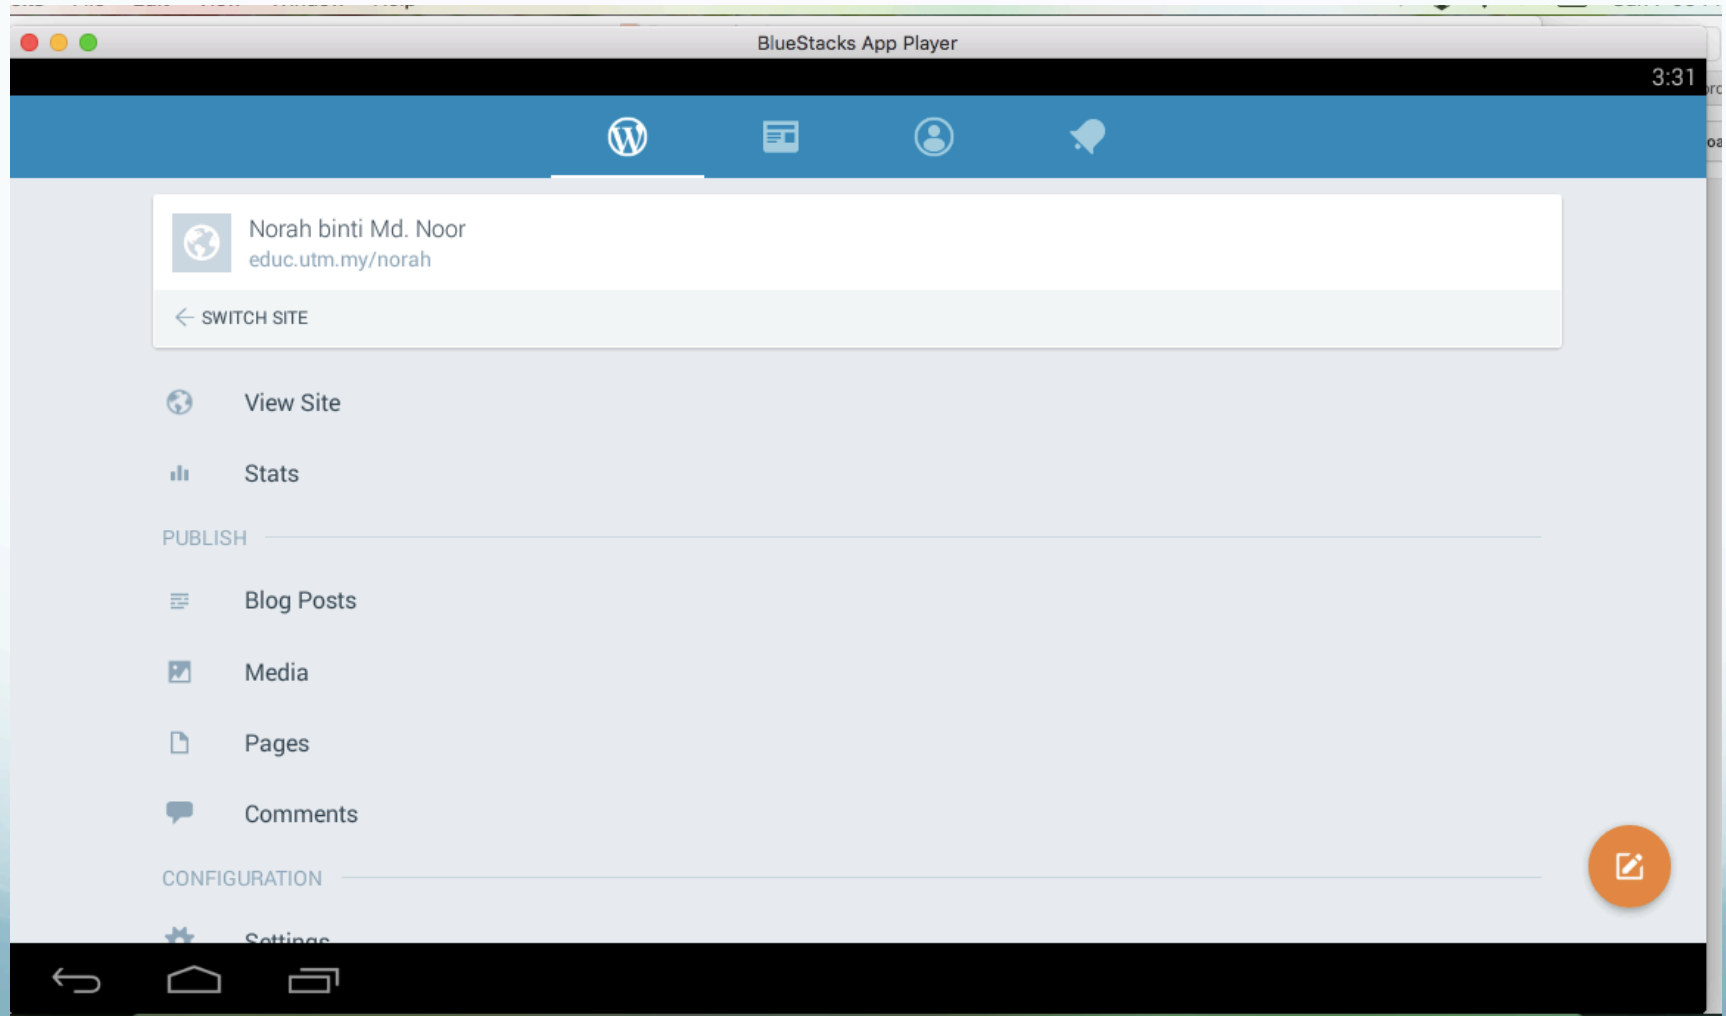 BlueStacks App Player
3:31
Norah binti Md. Noor
educ.utm.my/norah
SWITCH SITE
View Site
Stats
PUBLISH
Blog Posts
Media
Pages
Comments
CONFIGURATION
Settings